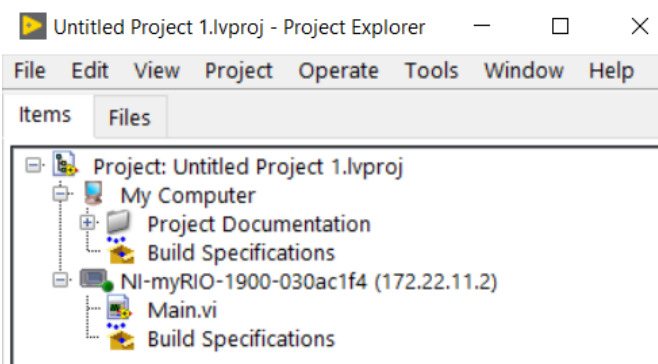 Untitled Project 1.lvproj - Project Explorer
File Edit View Project Operate Tools Window Help
Items Files
Project: Untitled Project 1.lvproj
My Computer
Project Documentation
Build Specifications
NI-myRIO-1900-030ac1f4 (172.22.11.2)
Main.vi
Build Specifications